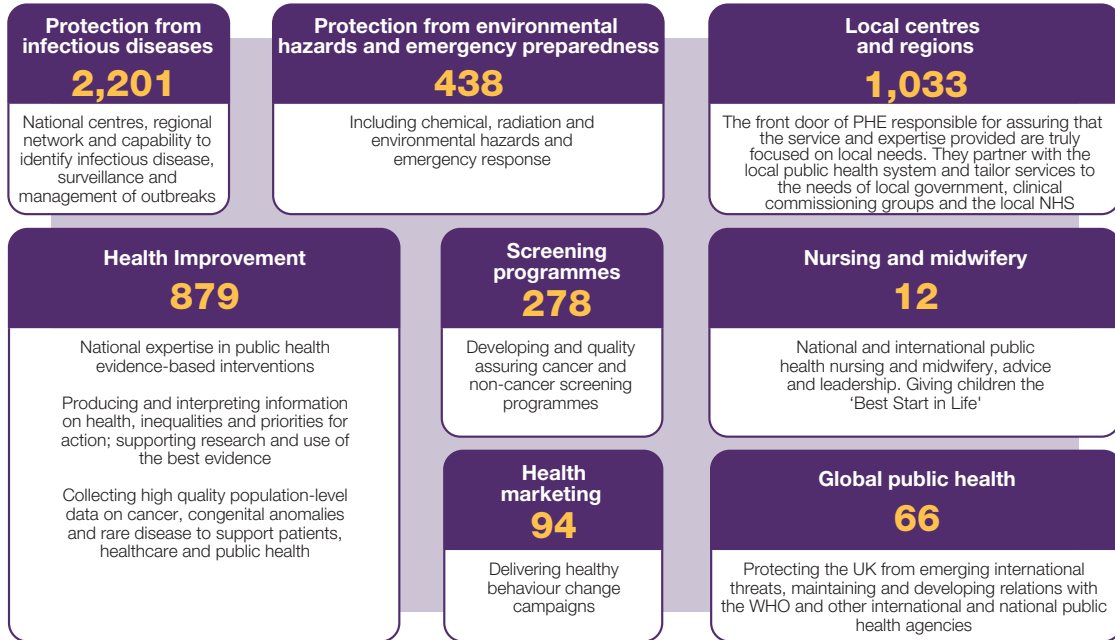 Protection from
infectious diseases
2,201
National centres, regional
network and capability to
identify infectious disease,
surveillance and
management of outbreaks
Protection from environmental
hazards and emergency preparedness
438
Including chemical, radiation and
environmental hazards and
emergency response
Local centres
and regions
1,033
The front door of PHE responsible for assuring that
the service and expertise provided are truly
focused on local needs. They partner with the
local public health system and tailor services to
the needs of local government, clinical
commissioning groups and the local NHS
Health Improvement
879
National expertise in public health
evidence-based interventions
Producing and interpreting information
on health, inequalities and priorities for
action; supporting research and use of
the best evidence
Collecting high quality population-level
data on cancer, congenital anomalies
and rare disease to support patients,
healthcare and public health
Screening
programmes
278
Developing and quality
assuring cancer and
non-cancer screening
programmes
Nursing and midwifery
12
National and international public
health nursing and midwifery, advice
and leadership. Giving children the
‘Best Start in Life'
Health
marketing
94
Delivering healthy
behaviour change
campaigns
Global public health
66
Protecting the UK from emerging international
threats, maintaining and developing relations with
the WHO and other international and national public
health agencies